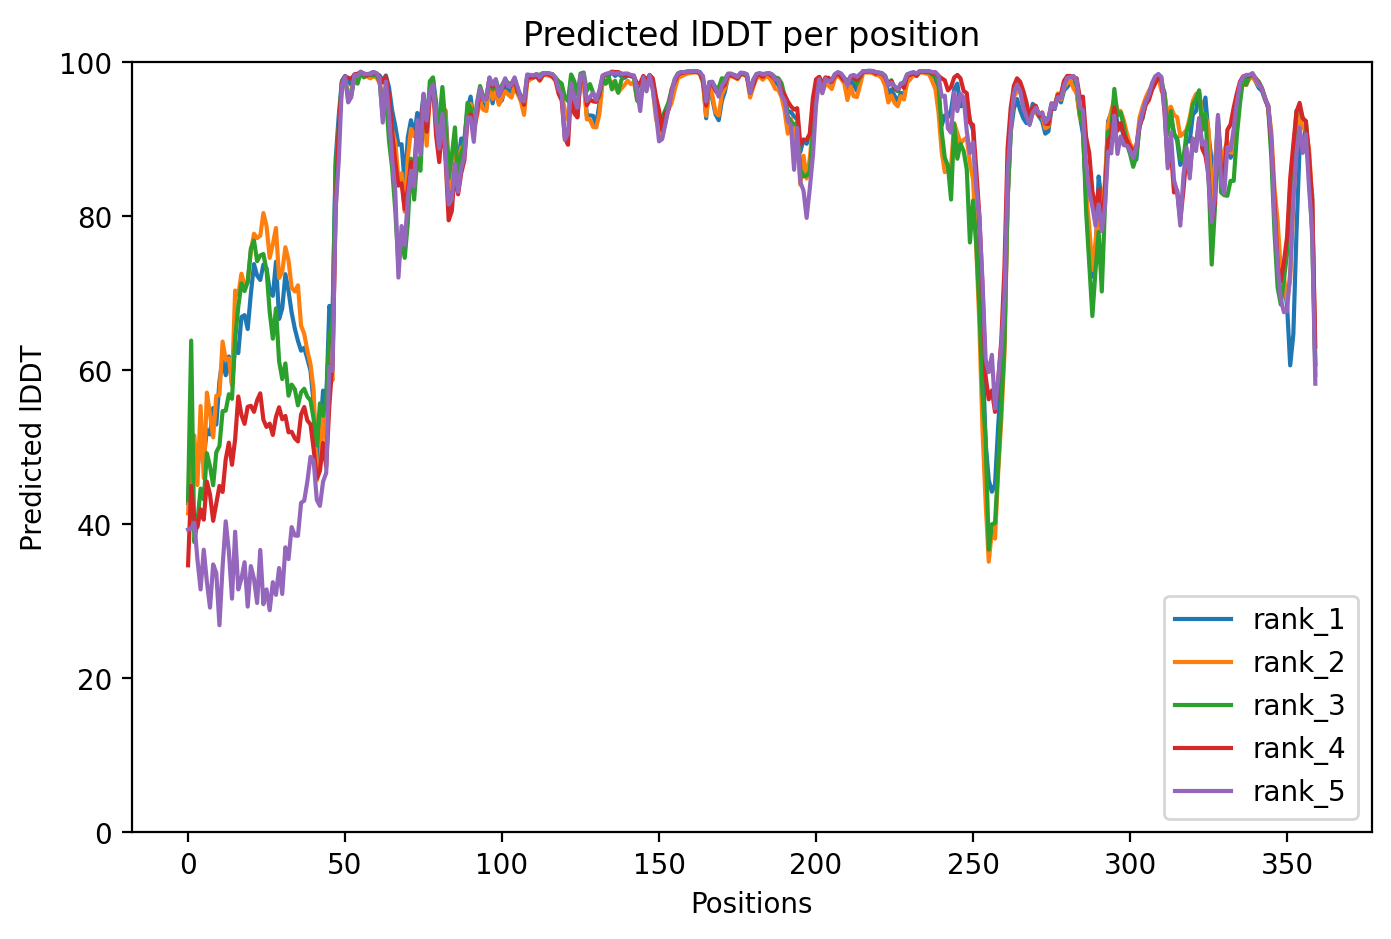 Predicted lDDT per position
100
80
60
40
20
0
Predicted lDDT
0 50 100 150 200 250 300 350
Positions
rank_1
rank_2
rank_3
rank_4
rank_5